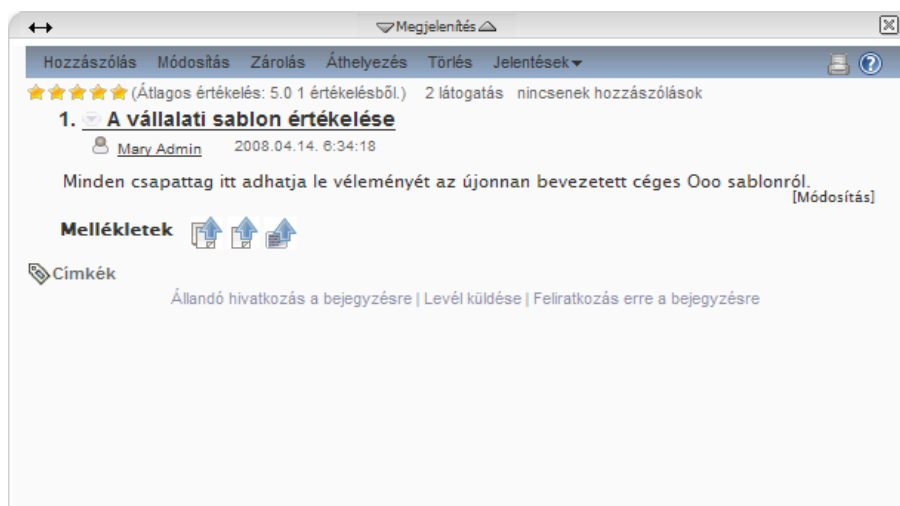 Megjelenítés
Hozzászólás Módosítás Zárolás Áthelyezés Törlés Jelentések
(Átlagos értékelés: 5.0 1 értékelésből.) 2 látogatás nincsenek hozzászólások
1. A vállalati sablon értékelése
Mary Admin 2008.04.14. 6:34:18
Minden csapattag itt adhatja le véleményét az újonnan bevezetett céges Ooo sablonról.
[Módosítás]
Mellékletek
Címkék
Állandó hivatkozás a bejegyzésre | Levél küldése | Feliratkozás erre a bejegyzésre